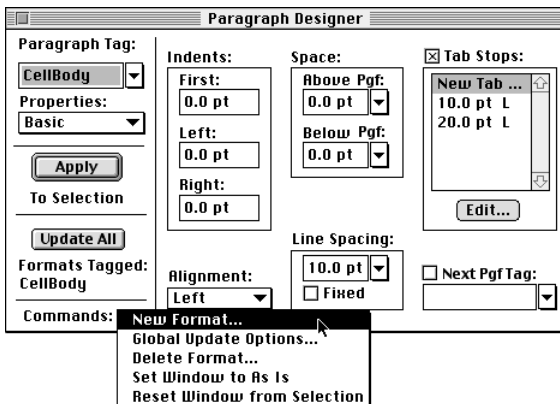 Paragraph Designer
Paragraph Tag:
CellBody
Properties:
Basic
Apply
To Selection
Update All
Formats Tagged:
CellBody
Commands:
Indents:
First:
0.0 pt
Left:
0.0 pt
Right:
0.0 pt
Alignment:
Left
Space:
Above Pgf:
0.0 pt
Below Pgf:
0.0 pt
Line Spacing:
10.0 pt
Fixed
Tab Stops:
New Tab ...
10.0 pt L
20.0 pt L
Edit...
Next Pgf Tag:
New Format...
Global Update Options...
Delete Format...
Set Window to As Is
Reset Window from Selection